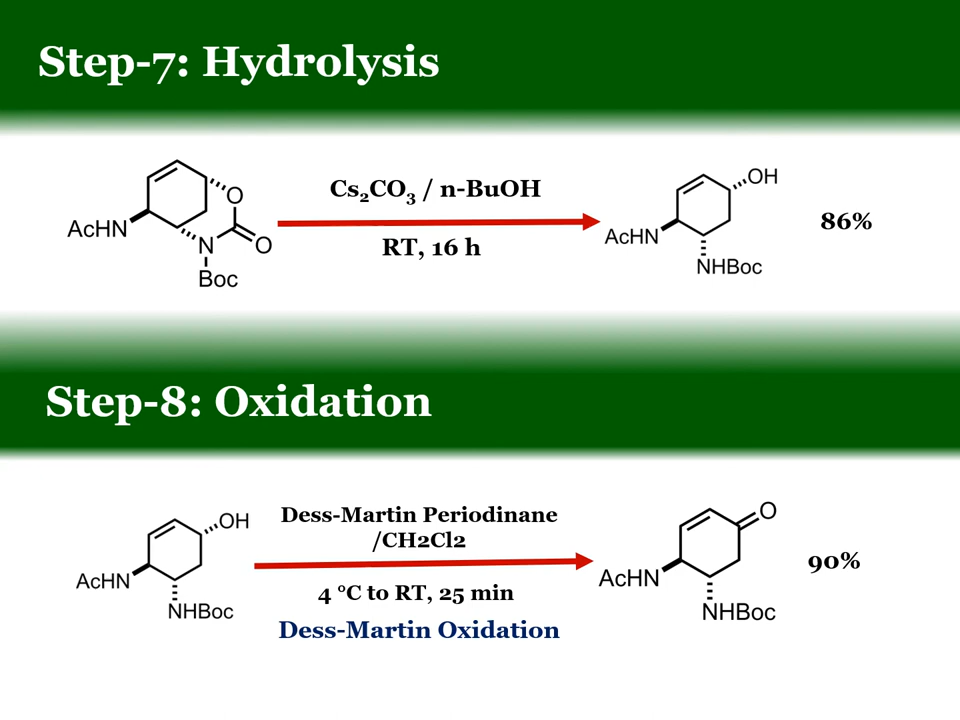 Step-7: Hydrolysis
O
AcHN
N
O
Boc
Cs₂CO₃ / n-BuOH
RT, 16 h
OH
AcHN
NHBoc
86%
Step-8: Oxidation
OH
AcHN
NHBoc
Dess-Martin Periodinane
/CH2Cl2
4 °C to RT, 25 min
Dess-Martin Oxidation
O
AcHN
NHBoc
90%